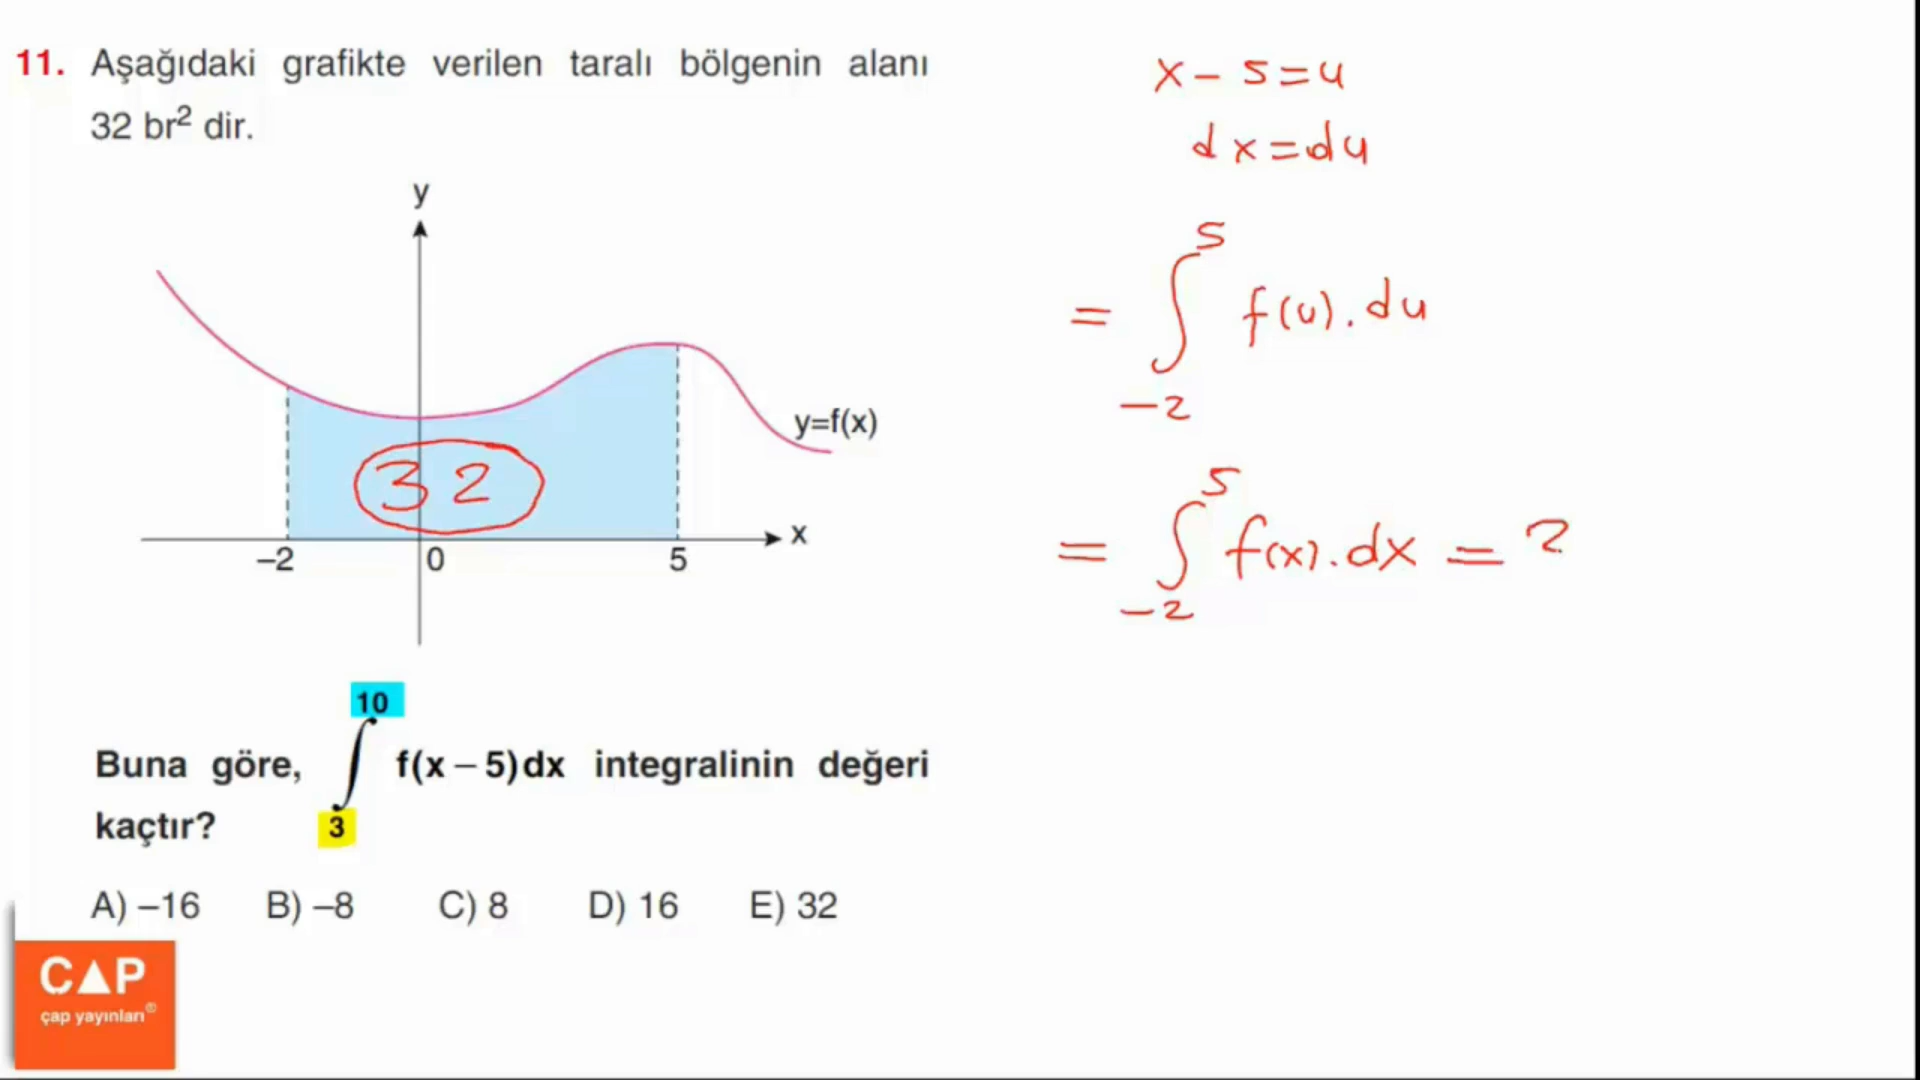 11. Aşağıdaki grafikte verilen taralı bölgenin alanı
32 br² dir.
y
y=f(x)
32
x
–2 0 5
10
Buna göre, ∫ f(x – 5)dx integralinin değeri
kaçtır? 3
A) –16 B) –8 C) 8 D) 16 E) 32
ÇAP
çap yayınları®
x – 5 = u
dx = du
5
= ∫ f(u). du
–2
5
= ∫ f(x). dx = ?
–2